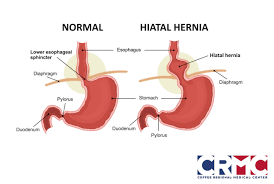 NORMAL
HIATAL HERNIA
Lower esophageal
sphincter
Esophagus
Hiatal hernia
Diaphragm
Diaphragm
Stomach
Pylorus
Pylorus
Duodenum
Duodenum
CRMC
COFFEE REGIONAL MEDICAL CENTER